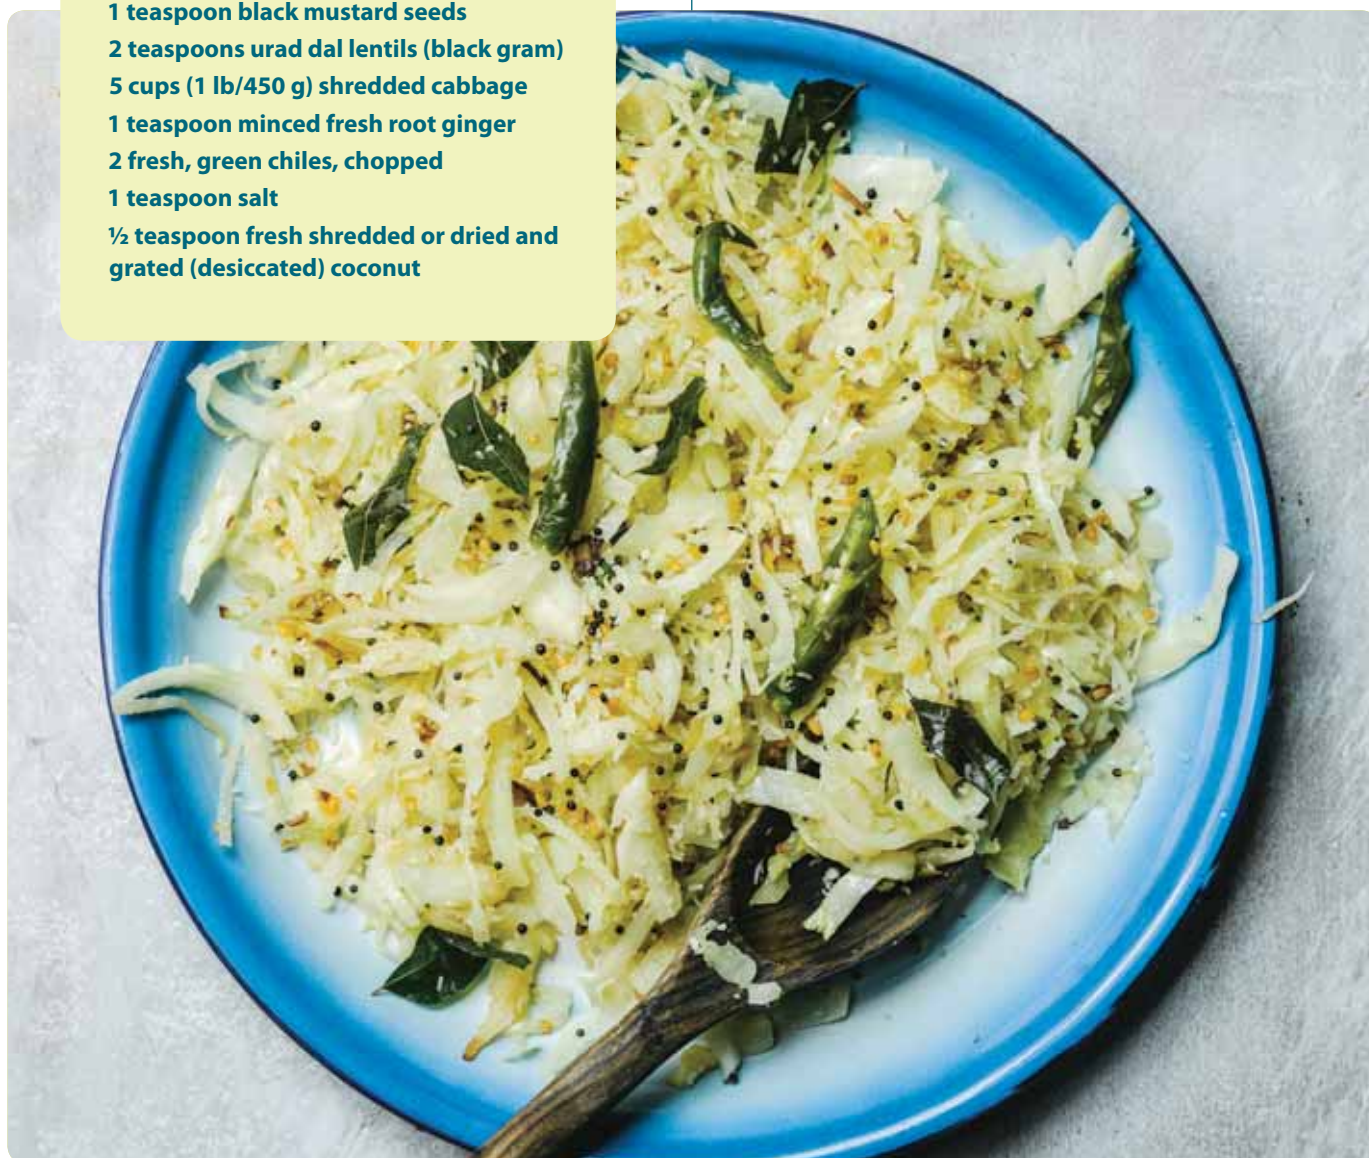 1 teaspoon black mustard seeds
2 teaspoons urad dal lentils (black gram)
5 cups (1 lb/450 g) shredded cabbage
1 teaspoon minced fresh root ginger
2 fresh, green chiles, chopped
1 teaspoon salt
½ teaspoon fresh shredded or dried and
grated (desiccated) coconut